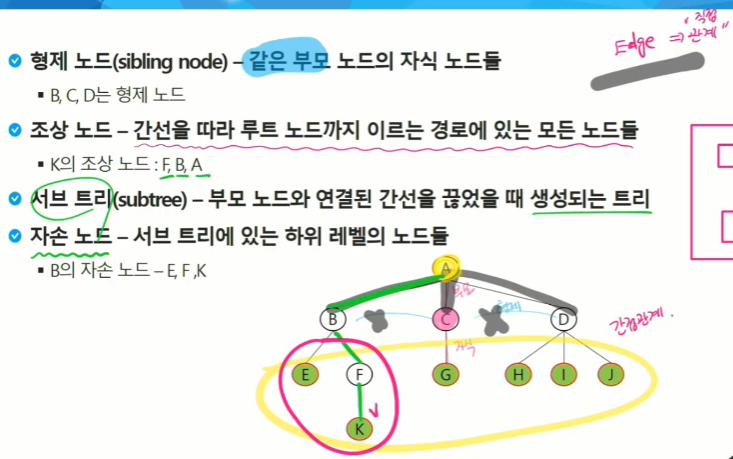 "직접
Edge ⇒ 관계"
형제 노드(sibling node) – 같은 부모 노드의 자식 노드들
B, C, D는 형제 노드
조상 노드 – 간선을 따라 루트 노드까지 이르는 경로에 있는 모든 노드들
K의 조상 노드 : F, B, A
서브 트리(subtree) – 부모 노드와 연결된 간선을 끊었을 때 생성되는 트리
자손 노드 – 서브 트리에 있는 하위 레벨의 노드들
B의 자손 노드 – E, F ,K
A
부모
형제
B C D
간접관계.
자식
E F G H I J
K